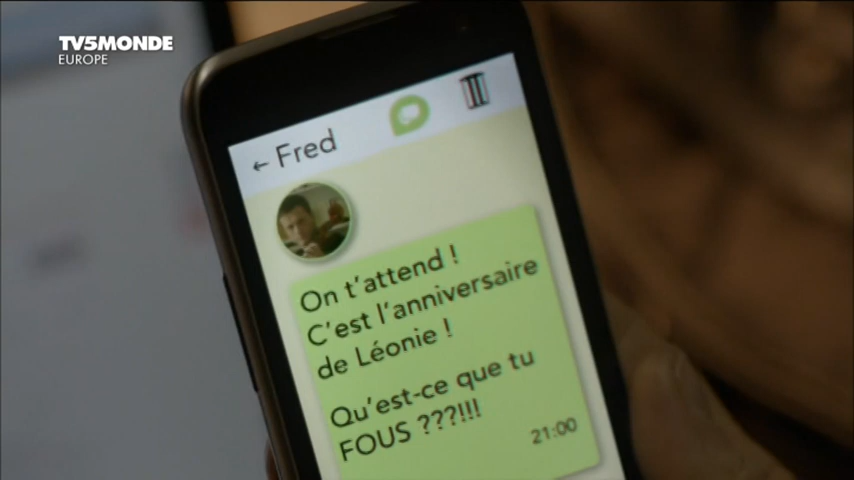 TV5MONDE
EUROPE
← Fred
On t'attend !
C'est l'anniversaire
de Léonie !
Qu'est-ce que tu
FOUS ???!!!
21:00